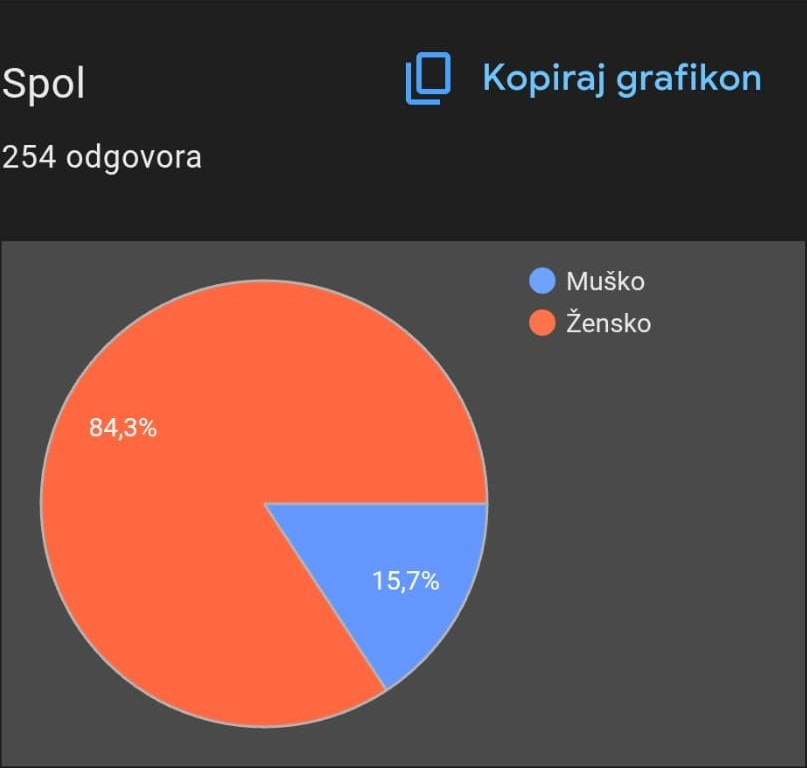 Spol
Kopiraj grafikon
254 odgovora
Muško
Žensko
84,3%
15,7%